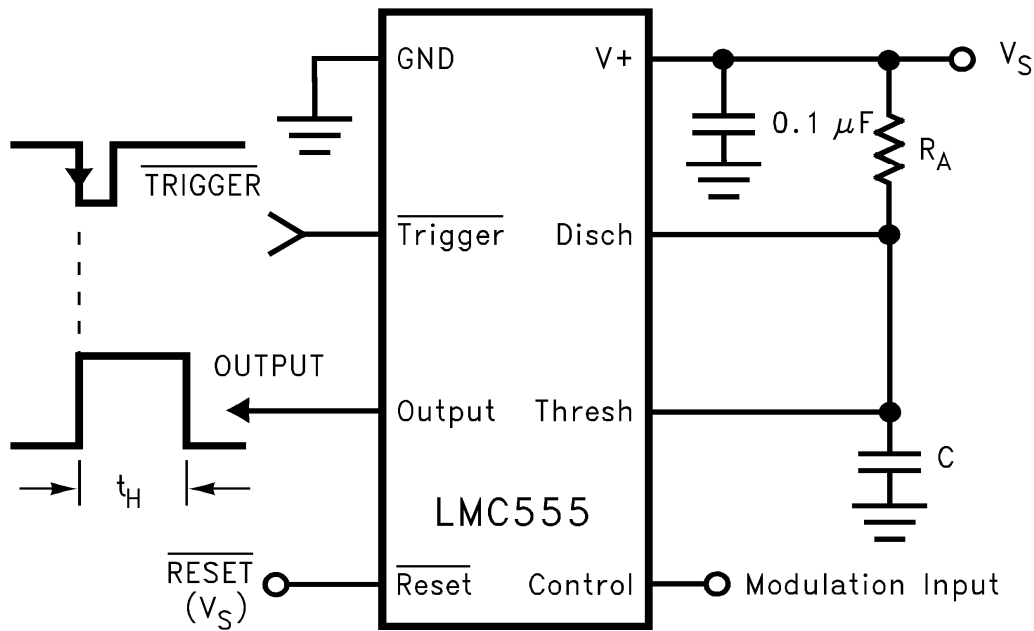 GND
V+
V_S
0.1 μF
R_A
TRIGGER
Trigger
Disch
OUTPUT
Output
Thresh
C
t_H
LMC555
RESET
(V_S)
Reset
Control
Modulation Input